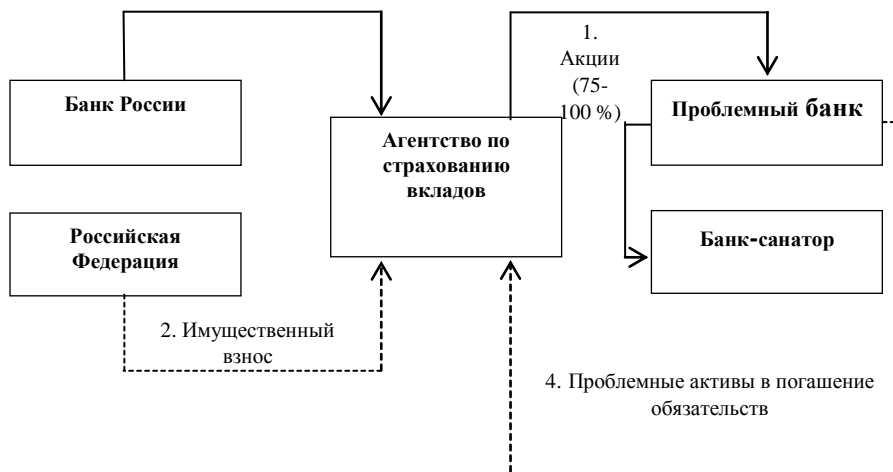 1.
Акции
(75-
100 %)
Банк России
Проблемный банк
Агентство по
страхованию
вкладов
Российская
Федерация
Банк-санатор
2. Имущественный
взнос
4. Проблемные активы в погашение
обязательств